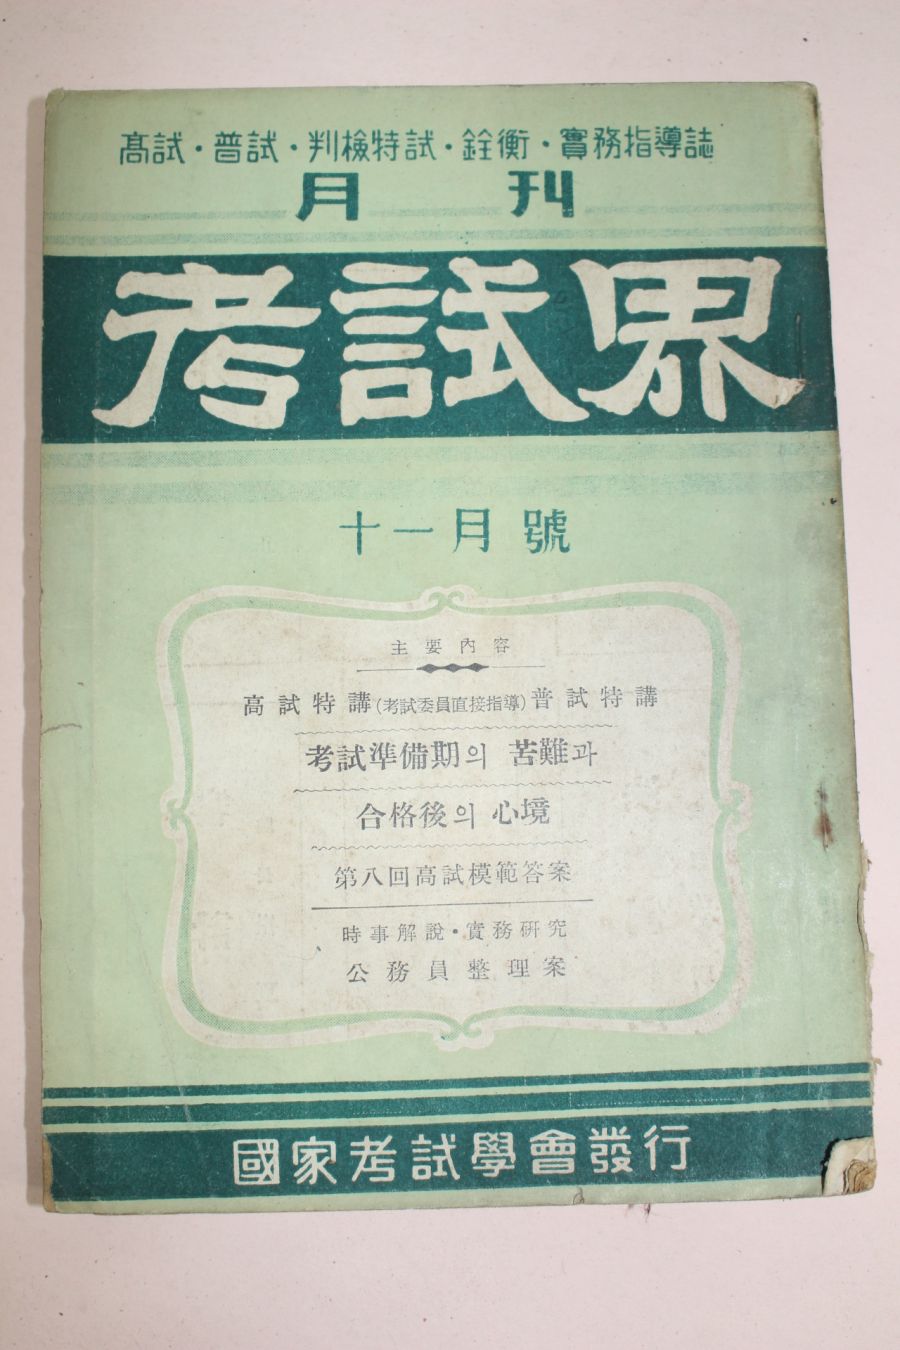 高試・普試・判檢特試・銓衡・實務指導誌
月刊
考試界
十一月號
主要內容
高試特講(考試委員直接指導)普試特講
考試準備期의 苦難과
合格後의 心境
第八回高試模範答案
時事解說・實務硏究
公務員整理案
國家考試學會發行